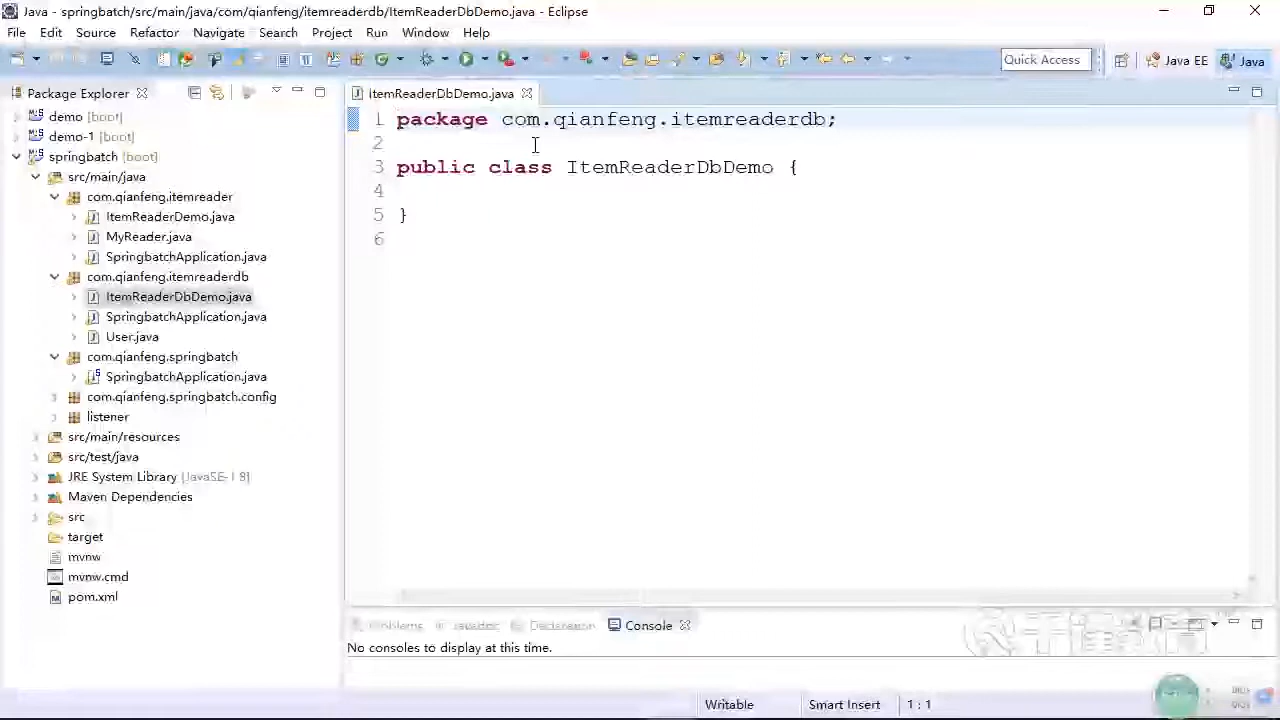 Java - springbatch/src/main/java/com/qianfeng/itemreaderdb/ItemReaderDbDemo.java - Eclipse
File Edit Source Refactor Navigate Search Project Run Window Help
Quick Access
Java EE
Java
Package Explorer
ItemReaderDbDemo.java
demo [boot]
demo-1 [boot]
springbatch [boot]
src/main/java
com.qianfeng.itemreader
ItemReaderDemo.java
MyReader.java
SpringbatchApplication.java
com.qianfeng.itemreaderdb
ItemReaderDbDemo.java
SpringbatchApplication.java
User.java
com.qianfeng.springbatch
SpringbatchApplication.java
com.qianfeng.springbatch.config
listener
src/main/resources
src/test/java
JRE System Library [JavaSE-1.8]
Maven Dependencies
src
target
mvnw
mvnw.cmd
pom.xml
1 package com.qianfeng.itemreaderdb;
2
3 public class ItemReaderDbDemo {
4
5 }
6
Problems Javadoc Declaration Console
No consoles to display at this time.
Writable Smart Insert 1 : 1